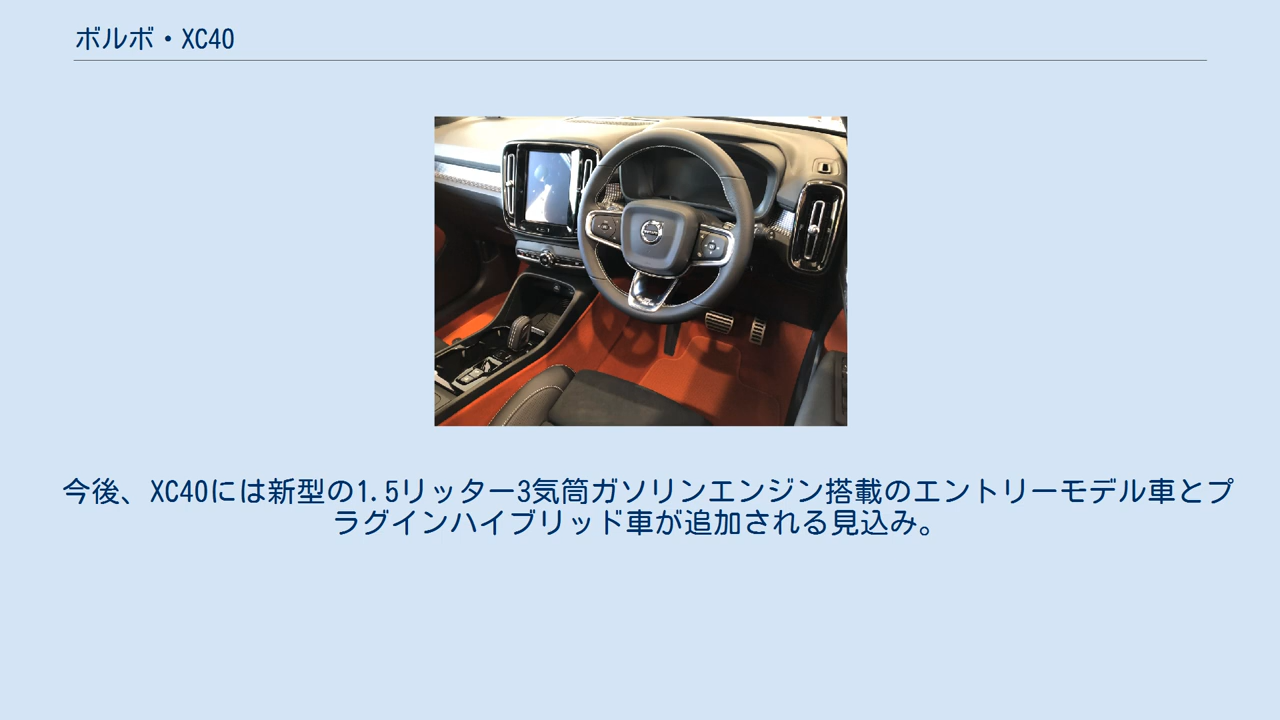 ボルボ・XC40
今後、XC40には新型の1.5リッター3気筒ガソリンエンジン搭載のエントリーモデル車とプ
ラグインハイブリッド車が追加される見込み。